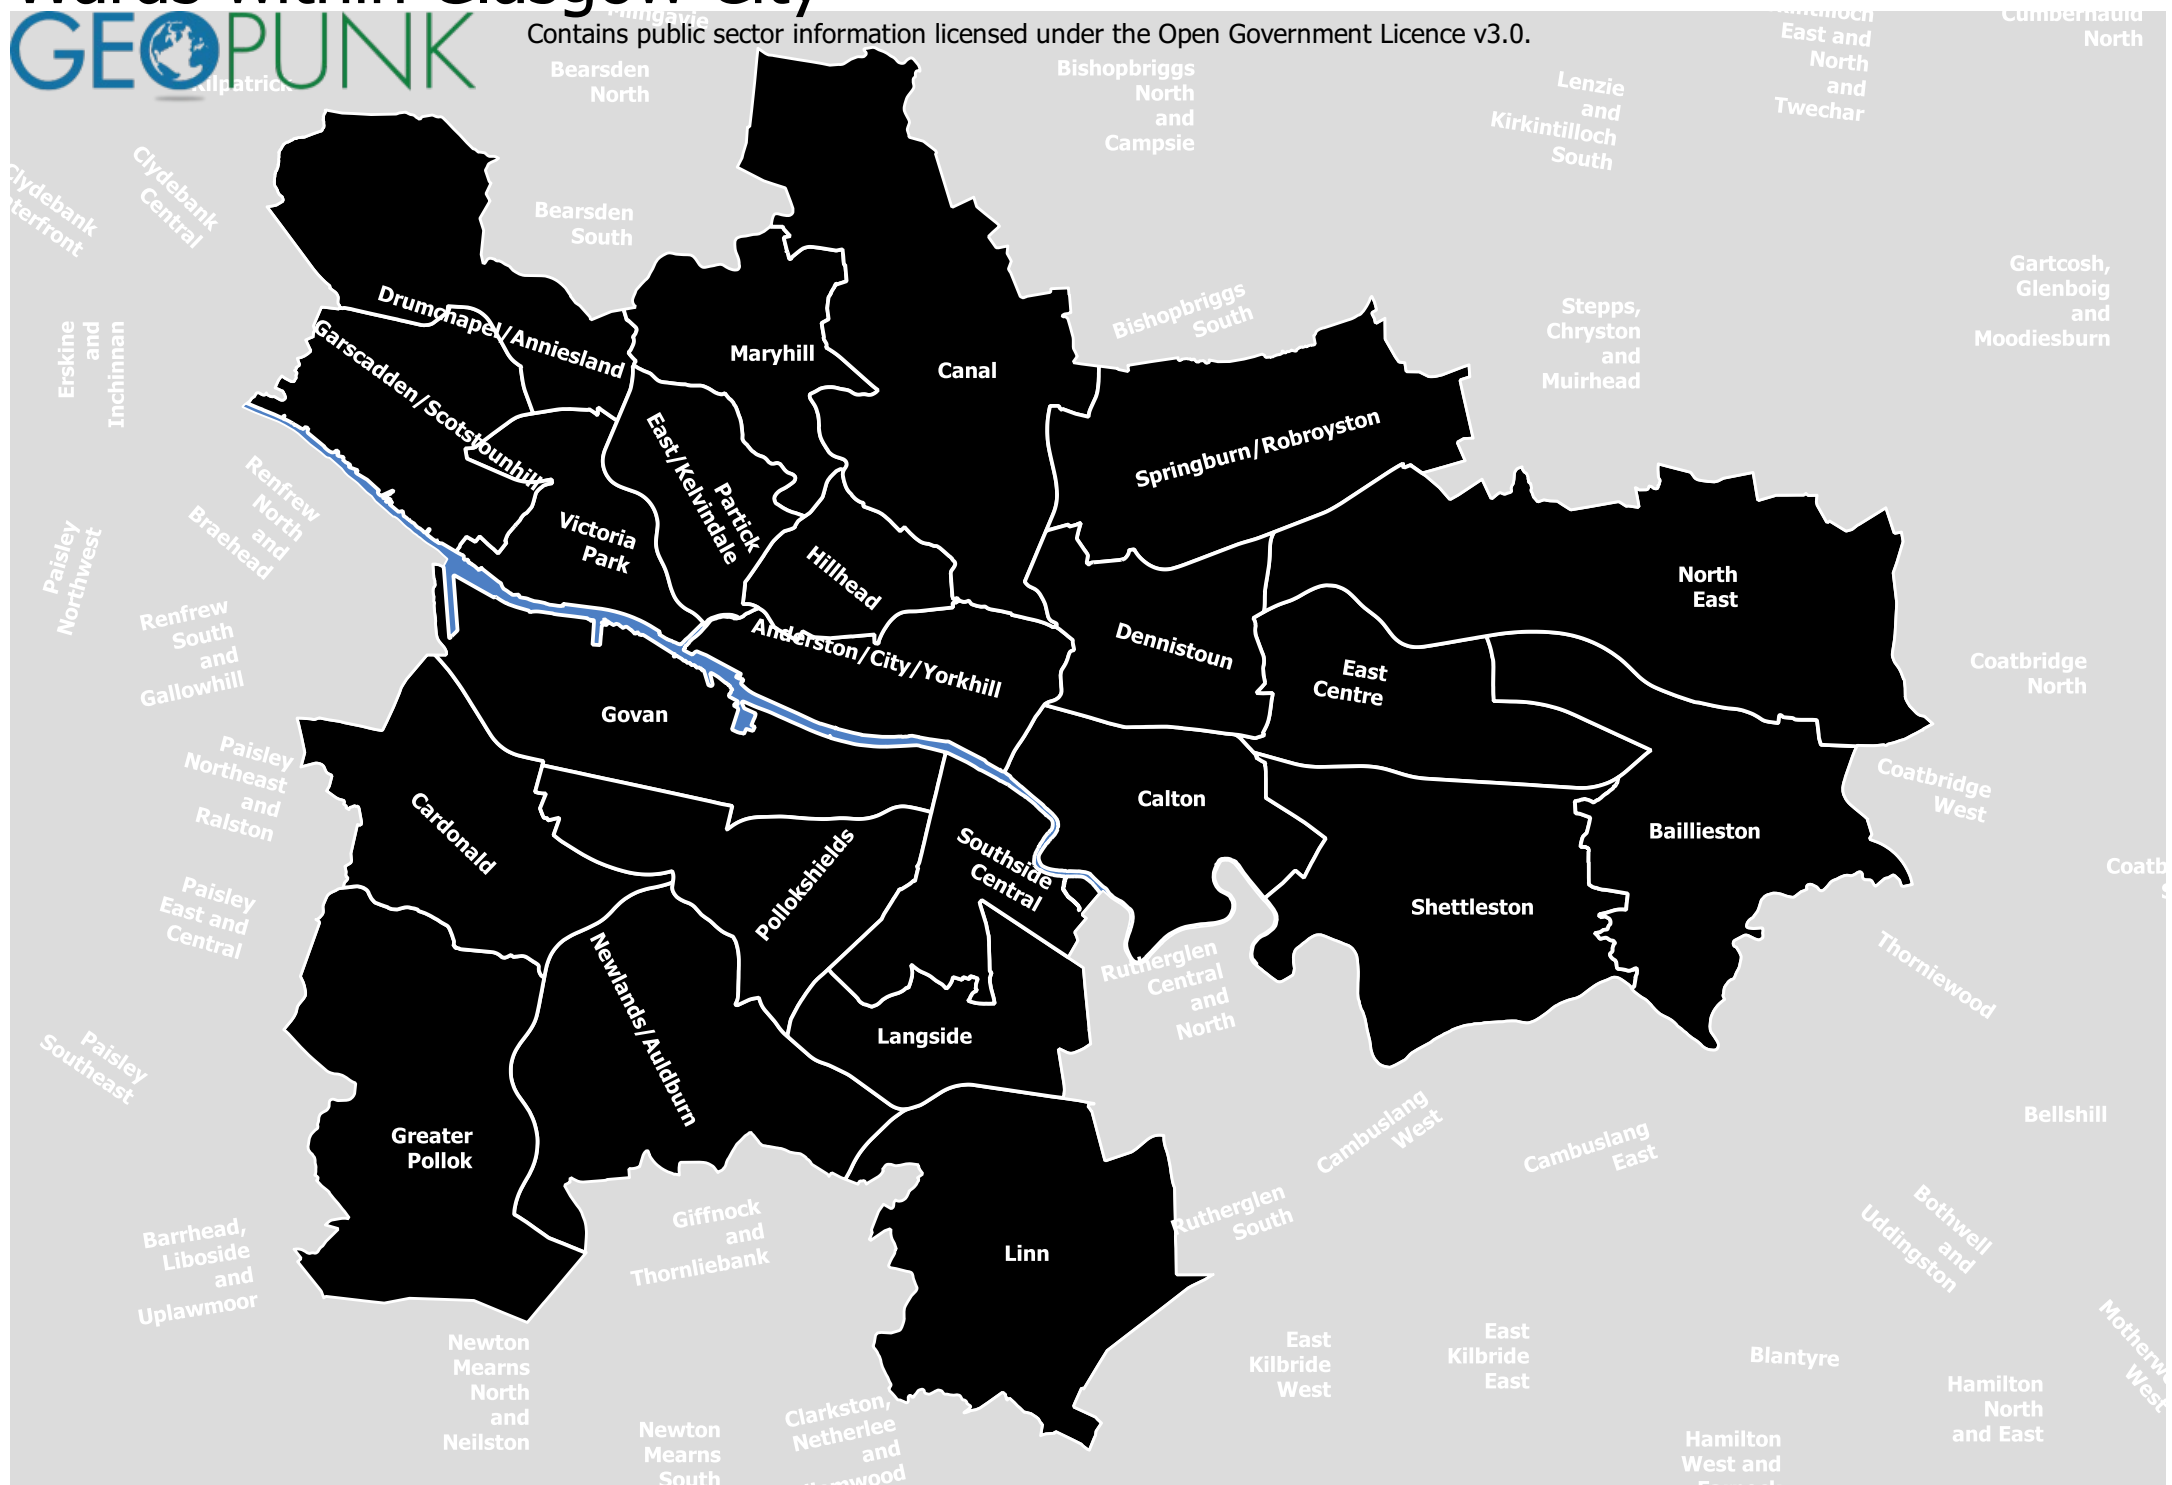 Wards within Glasgow City
GEOPUNK
Contains public sector information licensed under the Open Government Licence v3.0.
Milngavie
Kilpatrick
Bearsden
North
Bishopbriggs
North
and
Campsie
Lenzie
and
Kirkintilloch
South
East and
North
and
Twechar
Cumbernauld
North
Clydebank
Central
Clydebank
Bearsden
South
Erskine
and
Inchinnan
Drumchapel/Anniesland
Garscadden/Scotstounhill
Maryhill
Canal
Bishopbriggs
South
Stepps,
Chryston
and
Muirhead
Gartcosh,
Glenboig
and
Moodiesburn
Springburn/Robroyston
Partick
East/Kelvindale
Victoria
Park
Hillhead
Renfrew
North
and
Braehead
Paisley
Northwest
Renfrew
South
and
Gallowhill
North
East
Anderston/City/Yorkhill
Dennistoun
East
Centre
Coatbridge
North
Govan
Paisley
Northeast
and
Ralston
Cardonald
Pollokshields
Southside
Central
Calton
Shettleston
Baillieston
Coatbridge
West
Paisley
East and
Central
Newlands/Auldburn
Langside
Rutherglen
Central
and
North
Thorniewood
Paisley
Southeast
Greater
Pollok
Cambuslang
West
Cambuslang
East
Bellshill
Barrhead,
Liboside
and
Uplawmoor
Giffnock
and
Thornliebank
Linn
Rutherglen
South
Bothwell
and
Uddingston
Newton
Mearns
North
and
Neilston
Newton
Mearns
South
Clarkston,
Netherlee
and
East
Kilbride
West
East
Kilbride
East
Blantyre
Hamilton
North
and East
Hamilton
West and
West